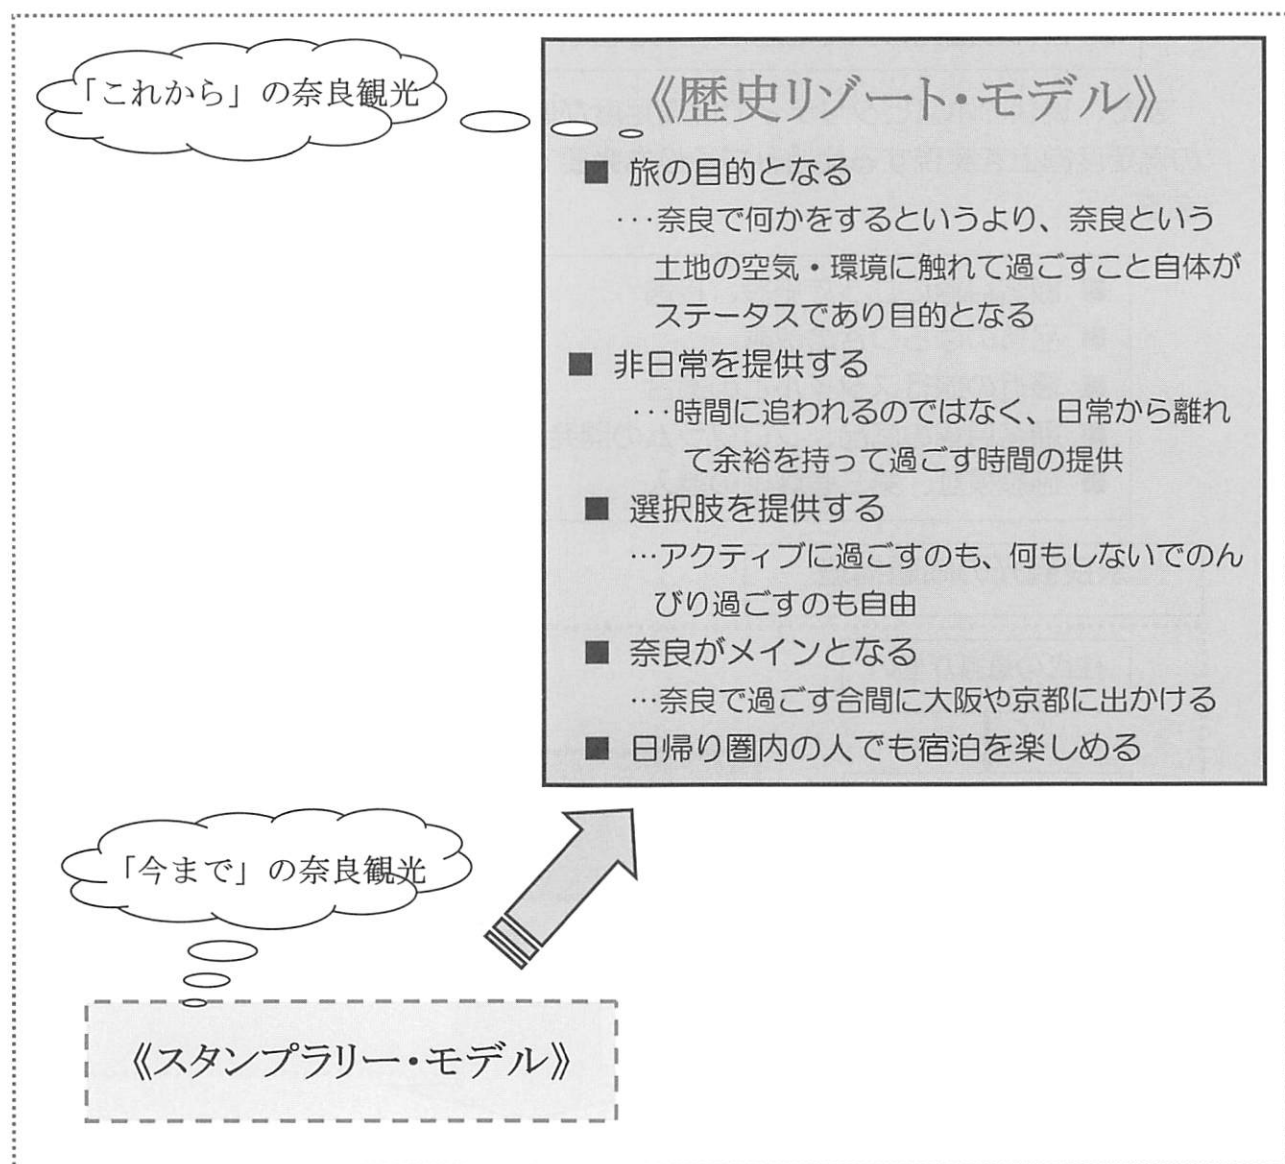 「これから」の奈良観光
《歴史リゾート・モデル》
■ 旅の目的となる
···奈良で何かをするというより、奈良という
土地の空気・環境に触れて過ごすこと自体が
ステータスであり目的となる
■ 非日常を提供する
···時間に追われるのではなく、日常から離れ
て余裕を持って過ごす時間の提供
■ 選択肢を提供する
…アクティブに過ごすのも、何もしないでのん
びり過ごすのも自由
■ 奈良がメインとなる
…奈良で過ごす合間に大阪や京都に出かける
■ 日帰り圏内の人でも宿泊を楽しめる
「今まで」の奈良観光
《スタンプラリー・モデル》